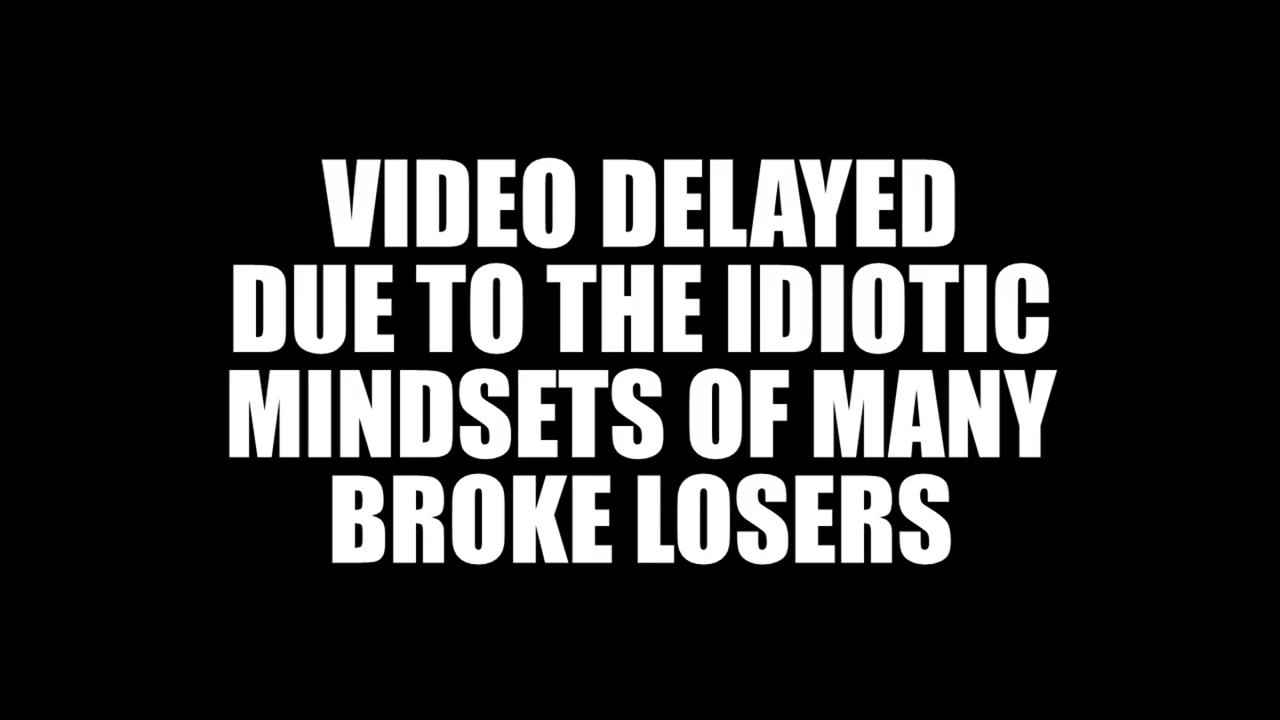 VIDEO DELAYED
DUE TO THE IDIOTIC
MINDSETS OF MANY
BROKE LOSERS